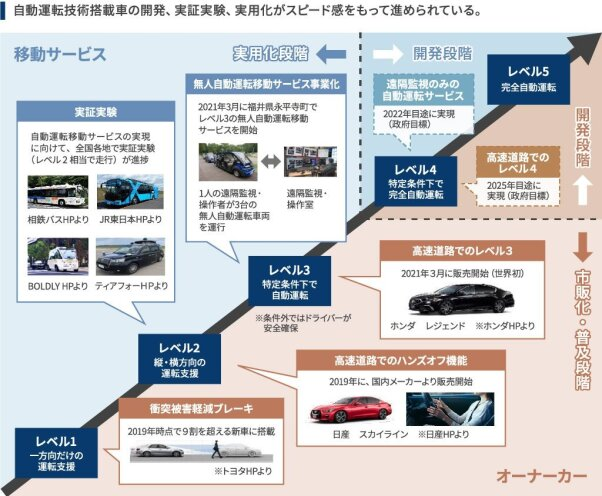 自動運転技術搭載車の開発、実証実験、実用化がスピード感をもって進められている。
移動サービス
実用化段階
開発段階
実証実験
自動運転移動サービスの実現
に向けて、全国各地で実証実験
（レベル2 相当で走行）が進捗
相鉄バスHPより
JR東日本HPより
BOLDLY HPより
ティアフォーHPより
無人自動運転移動サービス事業化
2021年3月に福井県永平寺町で
レベル3の無人自動運転移動
サービスを開始
1人の遠隔監視・
操作者が3台の
無人自動運転車両
を運行
遠隔監視・
操作室
遠隔監視のみの
自動運転サービス
2022年目途に実現
（政府目標）
レベル5
完全自動運転
レベル4
特定条件下で
完全自動運転
高速道路での
レベル4
2025年目途に
実現（政府目標）
開発段階
市販化・普及段階
レベル3
特定条件下で
自動運転
※条件外ではドライバーが
安全確保
高速道路でのレベル3
2021年３月に販売開始（世界初）
ホンダ　レジェンド　※ホンダHPより
レベル2
縦・横方向の
運転支援
高速道路でのハンズオフ機能
2019年に、国内メーカーより販売開始
日産　スカイライン　※日産HPより
衝突被害軽減ブレーキ
2019年時点で９割を超える新車に搭載
※トヨタHPより
レベル1
一方向だけの
運転支援
オーナーカー